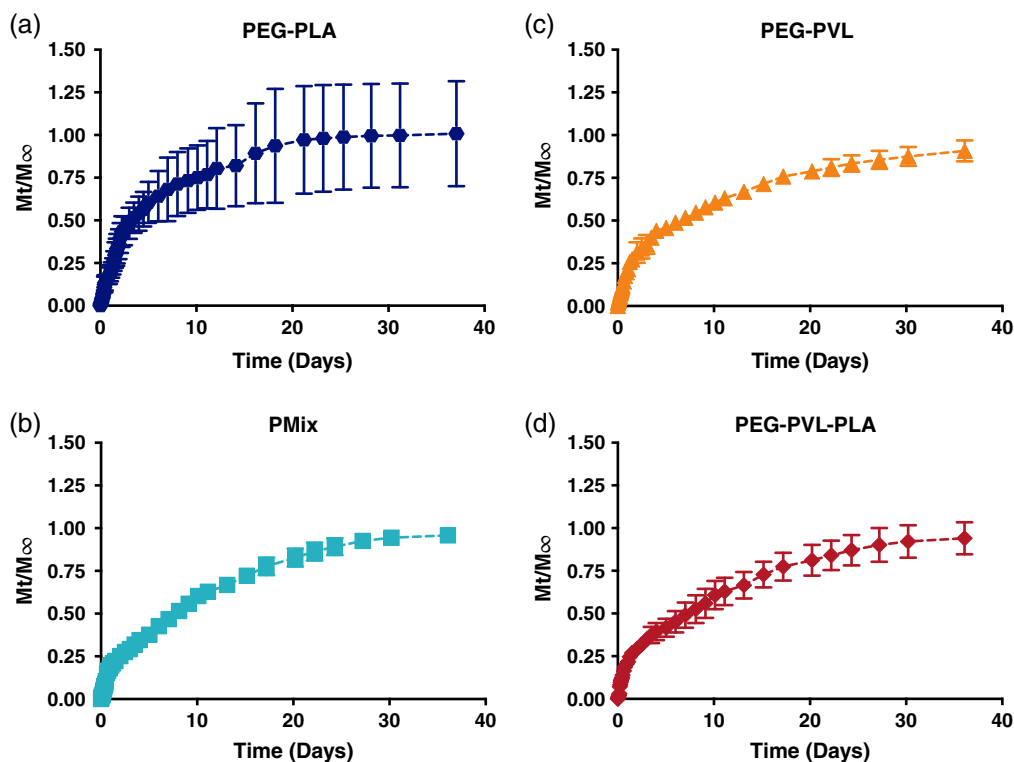 (a)
PEG-PLA
1.50
1.25
1.00
0.75
0.50
0.25
0.00
Mt/M∞
0 10 20 30 40
Time (Days)
(c)
PEG-PVL
1.50
1.25
1.00
0.75
0.50
0.25
0.00
Mt/M∞
0 10 20 30 40
Time (Days)
(b)
PMix
1.50
1.25
1.00
0.75
0.50
0.25
0.00
Mt/M∞
0 10 20 30 40
Time (Days)
(d)
PEG-PVL-PLA
1.50
1.25
1.00
0.75
0.50
0.25
0.00
Mt/M∞
0 10 20 30 40
Time (Days)